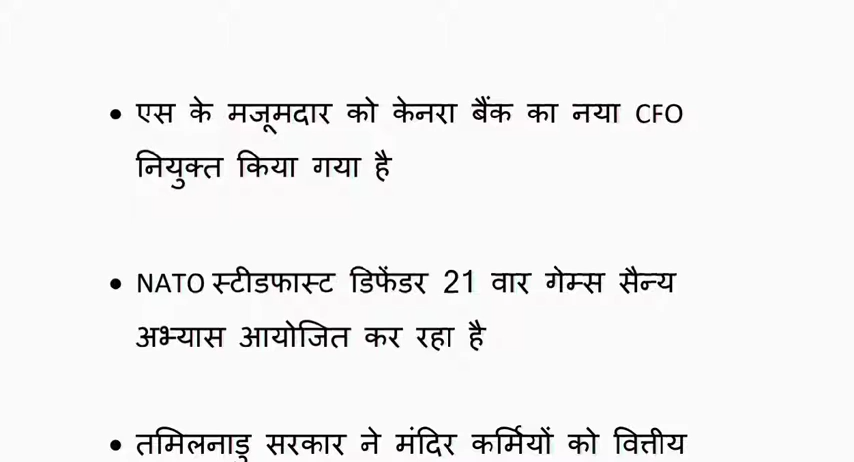 • एस के मजूमदार को केनरा बैंक का नया CFO
नियुक्त किया गया है
• NATO स्टीडफास्ट डिफेंडर 21 वार गेम्स सैन्य
अभ्यास आयोजित कर रहा है
• तमिलनाडु सरकार ने मंदिर कर्मियों को वित्तीय